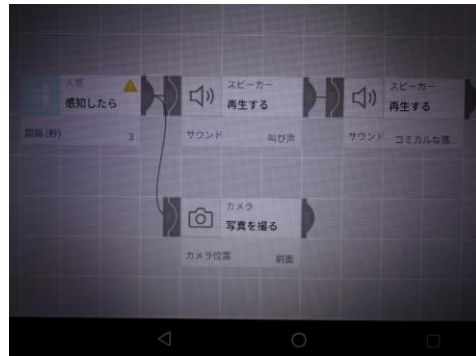 人感
感知したら
間隔 (秒) 3
スピーカー
再生する
サウンド 叫び声
スピーカー
再生する
サウンド コミカルな落...
カメラ
写真を撮る
カメラ位置 前面